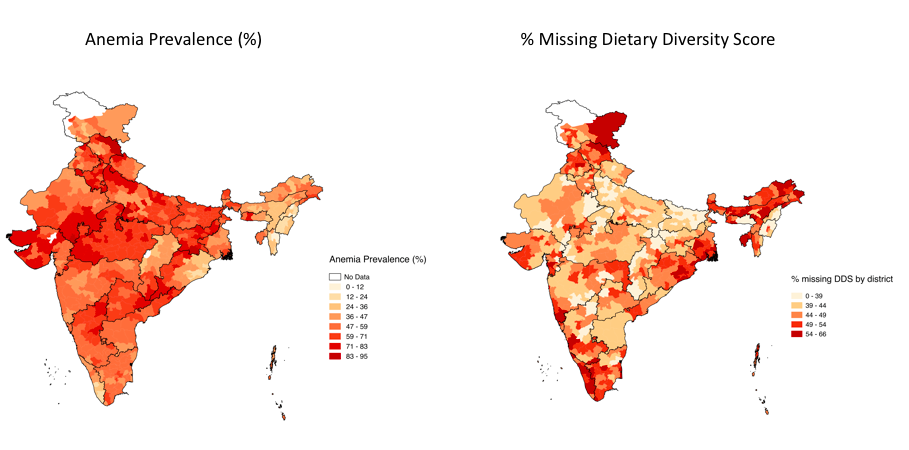 Anemia Prevalence (%)
% Missing Dietary Diversity Score
Anemia Prevalence (%)
No Data
0 - 12
12 - 24
24 - 36
36 - 47
47 - 59
59 - 71
71 - 83
83 - 95
% missing DDS by district
0 - 39
39 - 44
44 - 49
49 - 54
54 - 66